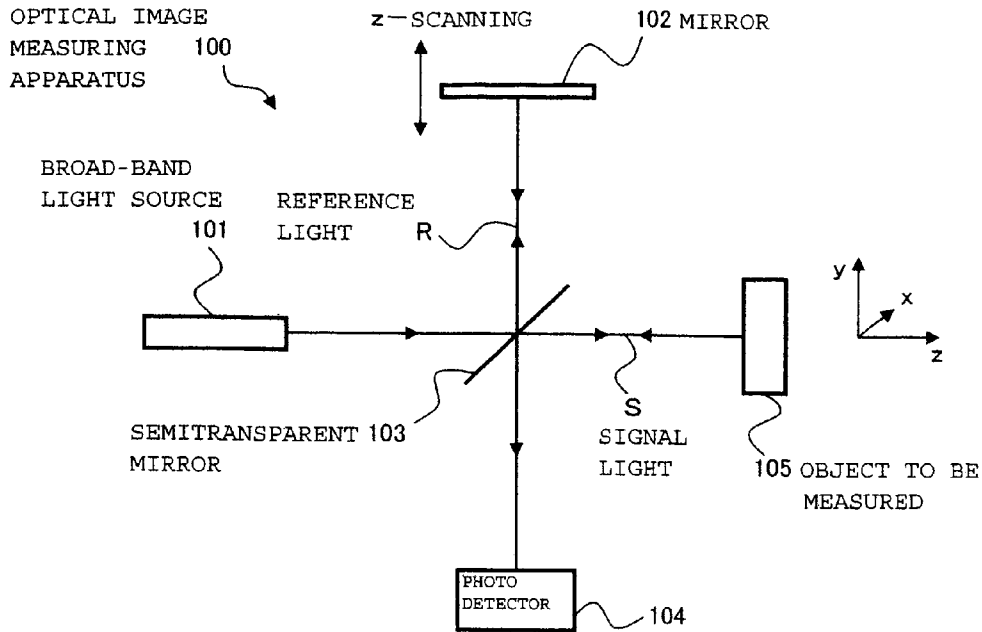 OPTICAL IMAGE
MEASURING 100
APPARATUS
z-SCANNING
102 MIRROR
BROAD-BAND
LIGHT SOURCE
101
REFERENCE
LIGHT R
y
x
z
SEMITRANSPARENT 103
MIRROR
S
SIGNAL
LIGHT
105 OBJECT TO BE
MEASURED
PHOTO
DETECTOR
104